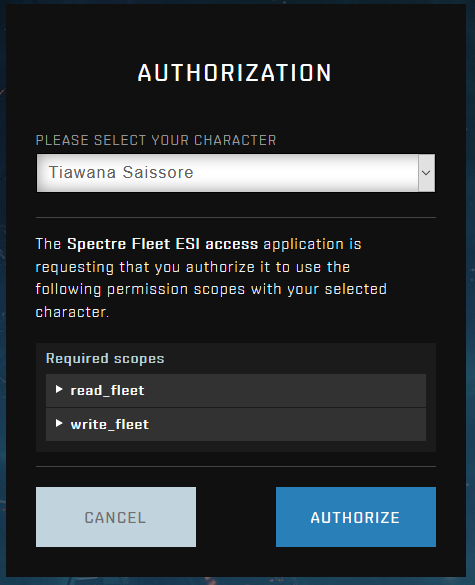 AUTHORIZATION
PLEASE SELECT YOUR CHARACTER
Tiawana Saissore
The Spectre Fleet ESI access application is
requesting that you authorize it to use the
following permission scopes with your selected
character.
Required scopes
read_fleet
write_fleet
CANCEL
AUTHORIZE